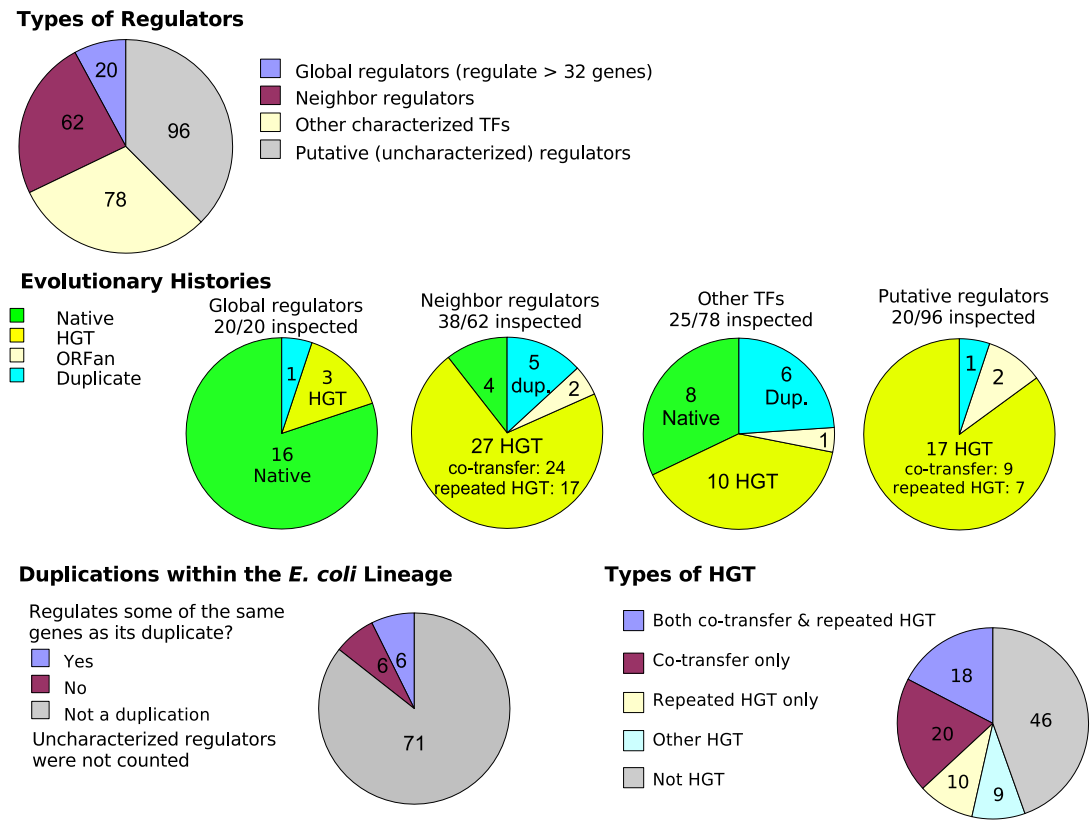 Types of Regulators
20
62
96
78
Global regulators (regulate > 32 genes)
Neighbor regulators
Other characterized TFs
Putative (uncharacterized) regulators
Evolutionary Histories
Native
HGT
ORFan
Duplicate
Global regulators
20/20 inspected
1
3
HGT
16
Native
Neighbor regulators
38/62 inspected
4
5
dup.
2
27 HGT
co-transfer: 24
repeated HGT: 17
Other TFs
25/78 inspected
8
Native
6
Dup.
1
10 HGT
Putative regulators
20/96 inspected
1
2
17 HGT
co-transfer: 9
repeated HGT: 7
Duplications within the E. coli Lineage
Regulates some of the same
genes as its duplicate?
Yes
No
Not a duplication
Uncharacterized regulators
were not counted
6
6
71
Types of HGT
Both co-transfer & repeated HGT
Co-transfer only
Repeated HGT only
Other HGT
Not HGT
18
46
20
10
9